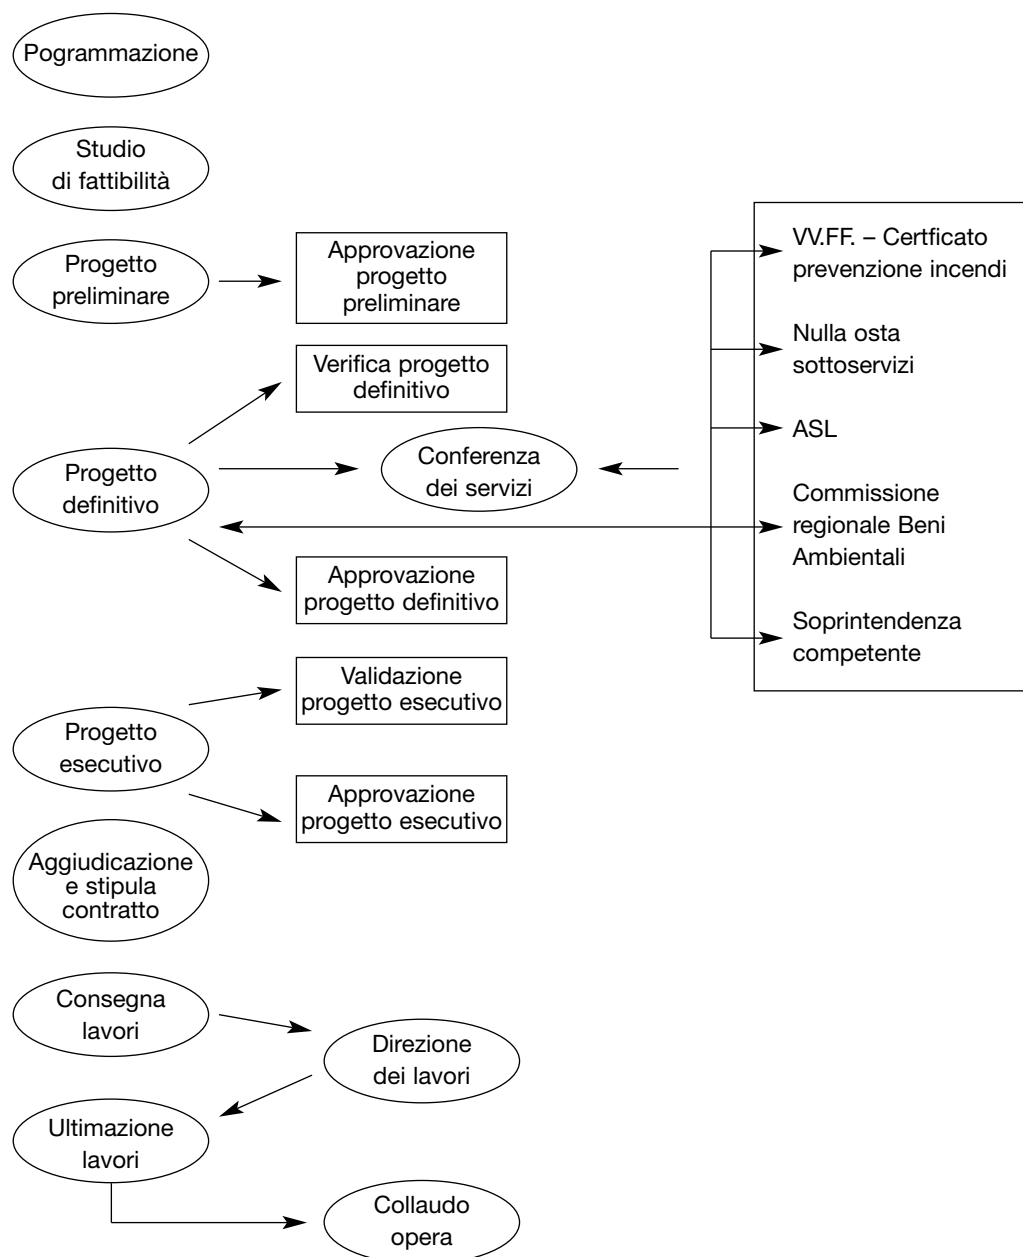 Pogrammazione
Studio
di fattibilità
Progetto
preliminare
Approvazione
progetto
preliminare
Verifica progetto
definitivo
Progetto
definitivo
Conferenza
dei servizi
Approvazione
progetto definitivo
VV.FF. – Certficato
prevenzione incendi
Nulla osta
sottoservizi
ASL
Commissione
regionale Beni
Ambientali
Soprintendenza
competente
Progetto
esecutivo
Validazione
progetto esecutivo
Approvazione
progetto esecutivo
Aggiudicazione
e stipula
contratto
Consegna
lavori
Direzione
dei lavori
Ultimazione
lavori
Collaudo
opera